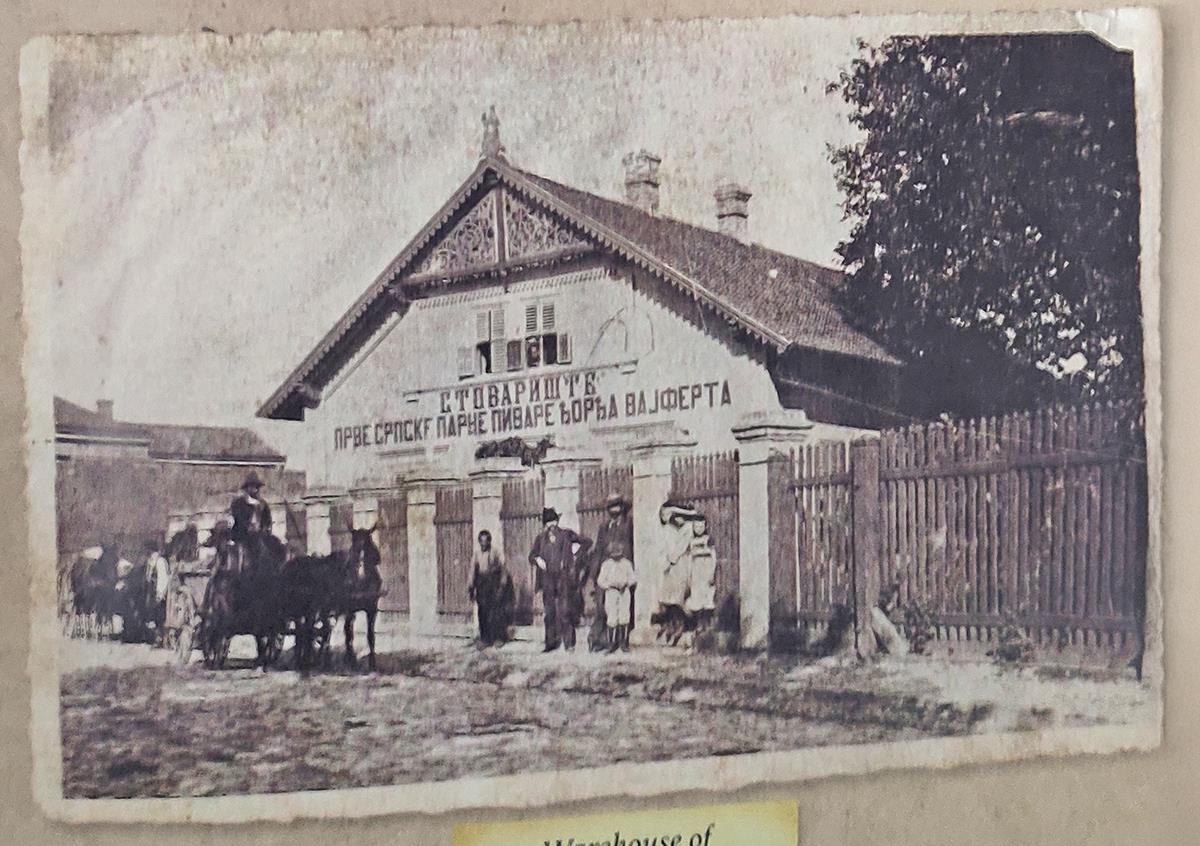 СТОВАРИШТЕ
ПРВЕ СРПСКЕ ПАРНЕ ПИВАРЕ ЂОРЂА ВАЈФЕРТА
Warehouse of